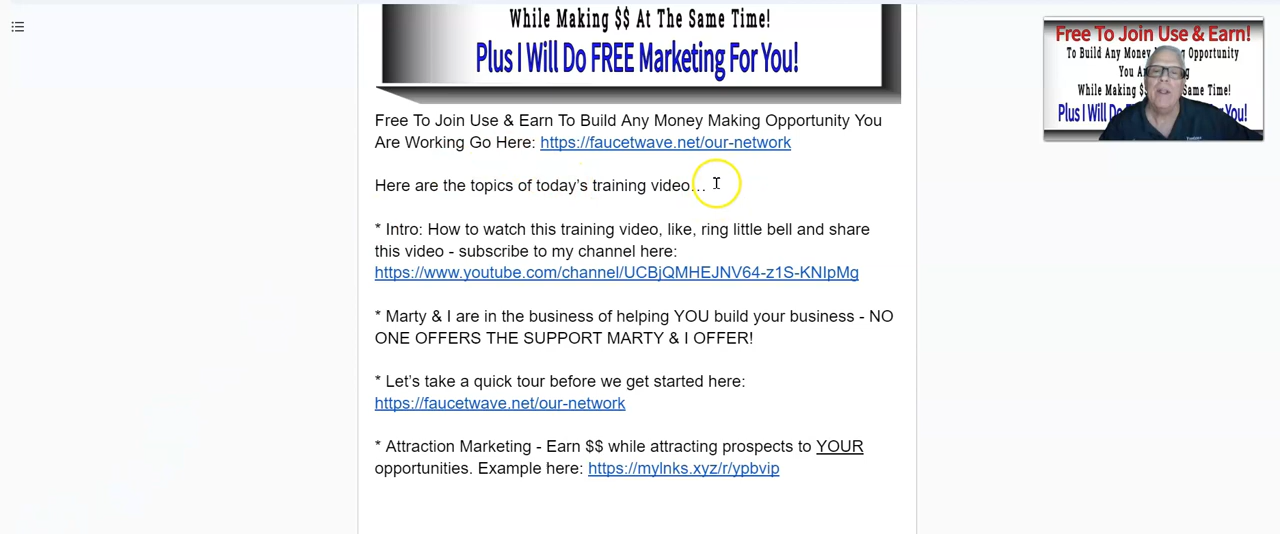 While Making $$ At The Same Time!
Plus I Will Do FREE Marketing For You!
Free To Join Use & Earn To Build Any Money Making Opportunity You
Are Working Go Here: https://faucetwave.net/our-network
Here are the topics of today’s training video…
* Intro: How to watch this training video, like, ring little bell and share
this video - subscribe to my channel here:
https://www.youtube.com/channel/UCBjQMHEJNV64-z1S-KNIpMg
* Marty & I are in the business of helping YOU build your business - NO
ONE OFFERS THE SUPPORT MARTY & I OFFER!
* Let’s take a quick tour before we get started here:
https://faucetwave.net/our-network
* Attraction Marketing - Earn $$ while attracting prospects to YOUR
opportunities. Example here: https://mylnks.xyz/r/ypbvip
Free To Join Use & Earn!
To Build Any Money Opportunity
You
While Making Same Time!
Plus I Will You!